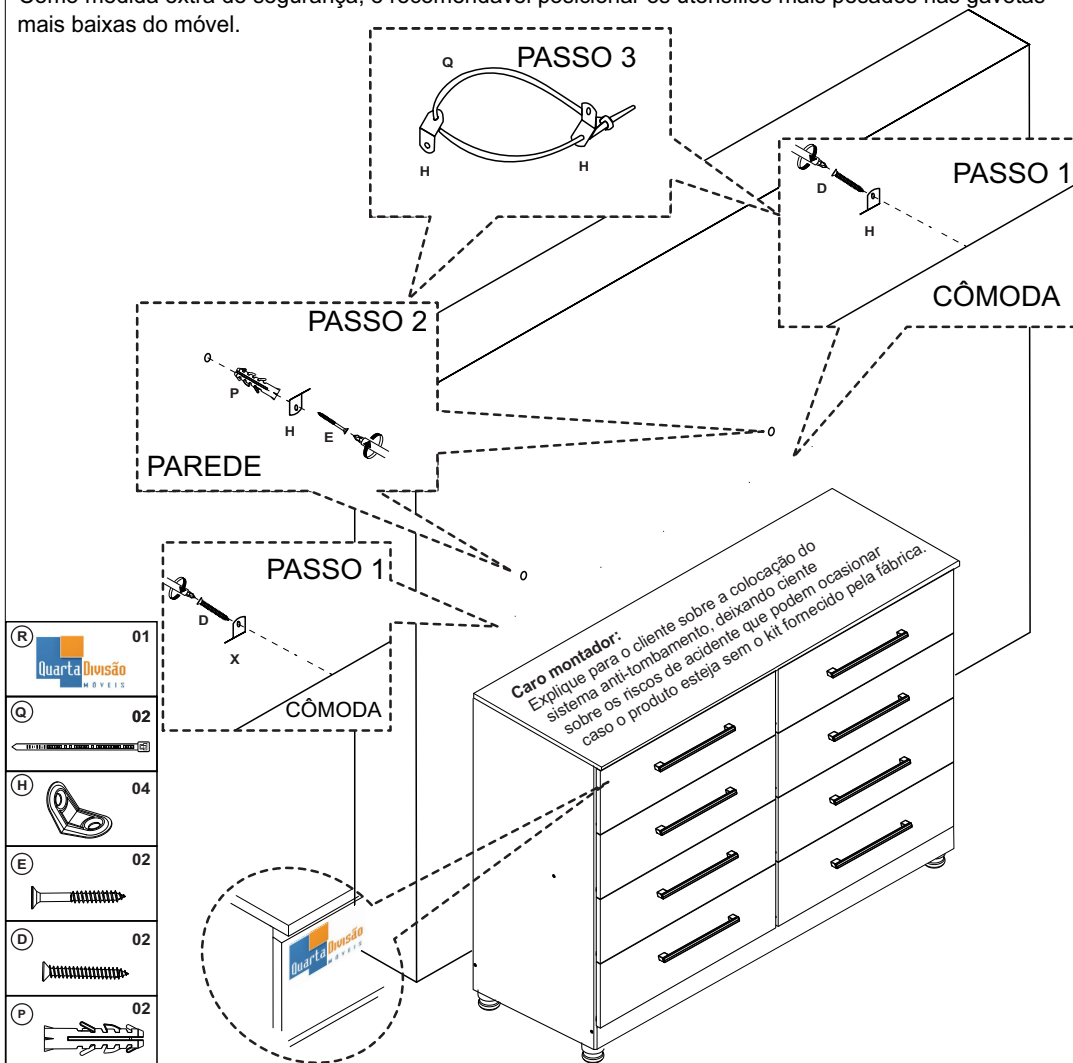 Como medida extra de segurança, é recomendável posicionar os utensílios mais pesados nas gavetas
mais baixas do móvel.
PASSO 3
Q
H
H
PASSO 1
D
H
CÔMODA
PASSO 2
P
H
E
PAREDE
PASSO 1
D
X
CÔMODA
Caro montador:
Explique para o cliente sobre a colocação do
sistema anti-tombamento, deixando ciente
sobre os riscos de acidente que podem ocasionar
caso o produto esteja sem o kit fornecido pela fábrica.
R 01
Quarta Divisão
MÓVEIS
Q 02
H 04
E 02
D 02
P 02
Quarta Divisão
MÓVEIS